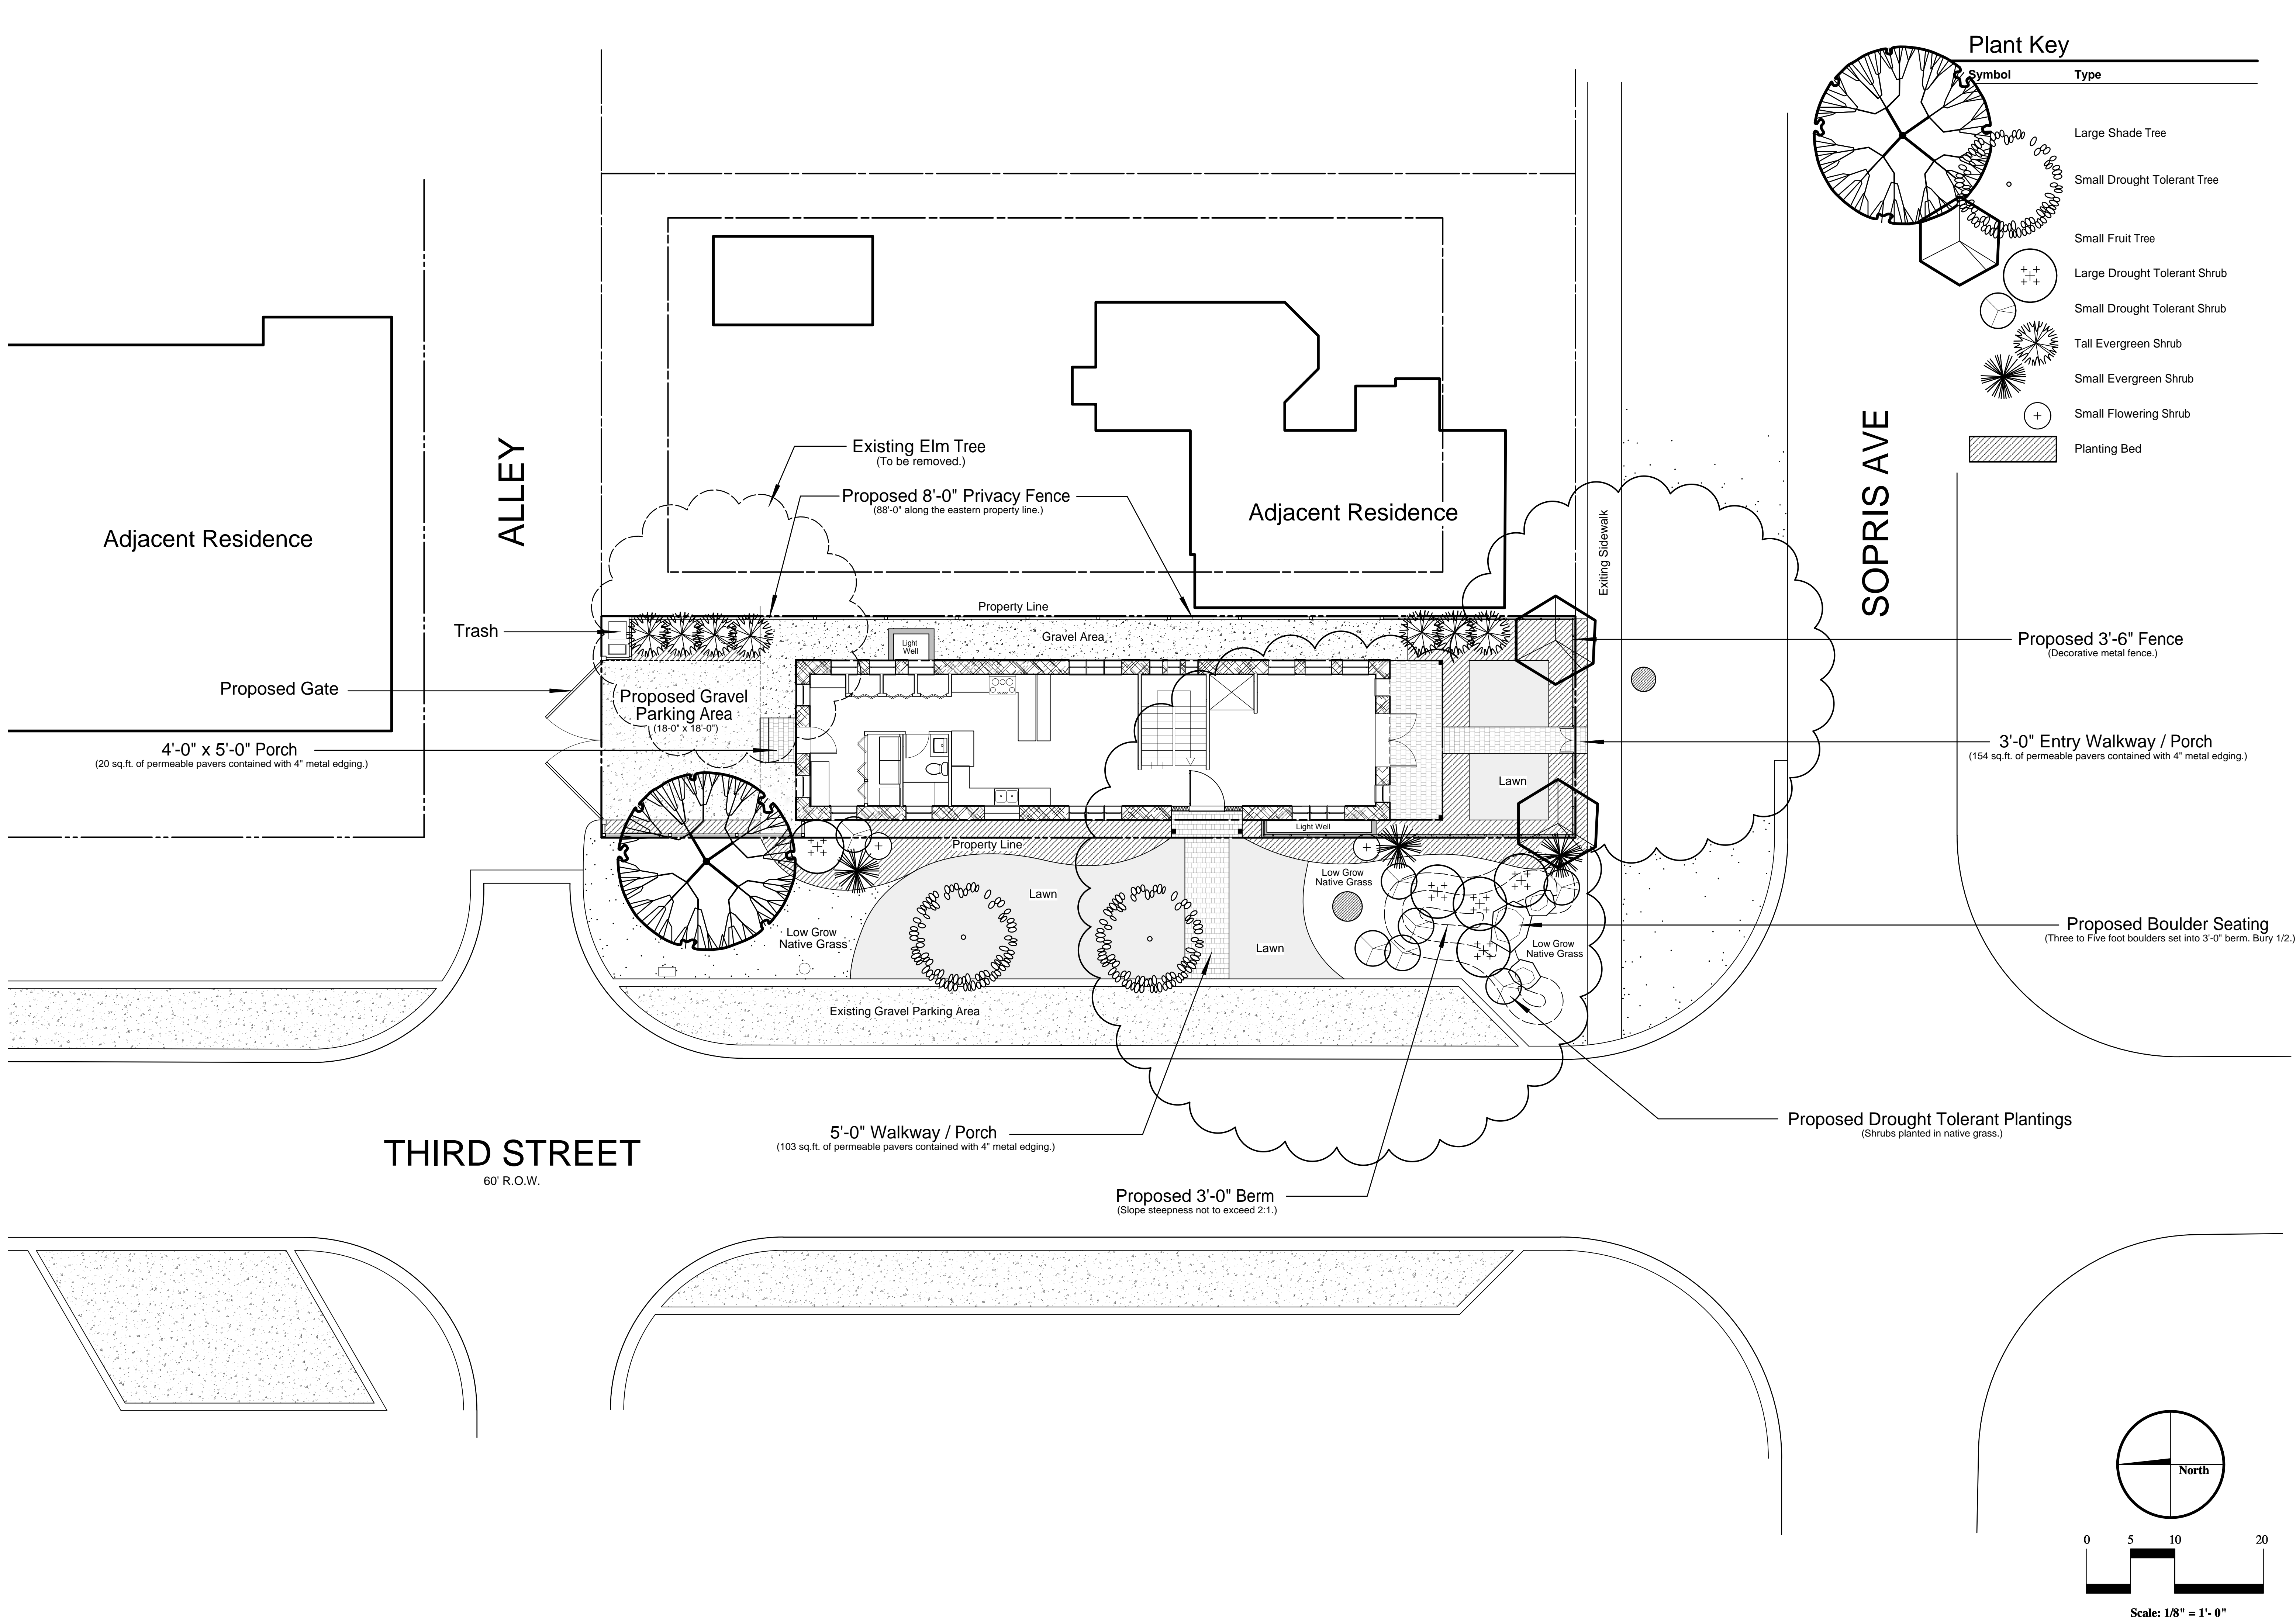 Plant Key
Symbol Type
Large Shade Tree
Small Drought Tolerant Tree
Small Fruit Tree
Large Drought Tolerant Shrub
Small Drought Tolerant Shrub
Tall Evergreen Shrub
Small Evergreen Shrub
Small Flowering Shrub
Planting Bed
SOPRIS AVE
ALLEY
Existing Elm Tree
(To be removed.)
Proposed 8'-0" Privacy Fence
(88'-0" along the eastern property line.)
Adjacent Residence
Adjacent Residence
Exiting Sidewalk
Property Line
Trash
Light
Well
Gravel Area
Proposed 3'-6" Fence
(Decorative metal fence.)
Proposed Gate
Proposed Gravel
Parking Area
(18-0" x 18'-0")
4'-0" x 5'-0" Porch
(20 sq.ft. of permeable pavers contained with 4" metal edging.)
3'-0" Entry Walkway / Porch
(154 sq.ft. of permeable pavers contained with 4" metal edging.)
Lawn
Light Well
Property Line
Low Grow
Native Grass
Lawn
Low Grow
Native Grass
Lawn
Low Grow
Native Grass
Proposed Boulder Seating
(Three to Five foot boulders set into 3'-0" berm. Bury 1/2.)
Existing Gravel Parking Area
5'-0" Walkway / Porch
(103 sq.ft. of permeable pavers contained with 4" metal edging.)
Proposed Drought Tolerant Plantings
(Shrubs planted in native grass.)
THIRD STREET
60' R.O.W.
Proposed 3'-0" Berm
(Slope steepness not to exceed 2:1.)
North
0 5 10 20
Scale: 1/8" = 1'- 0"